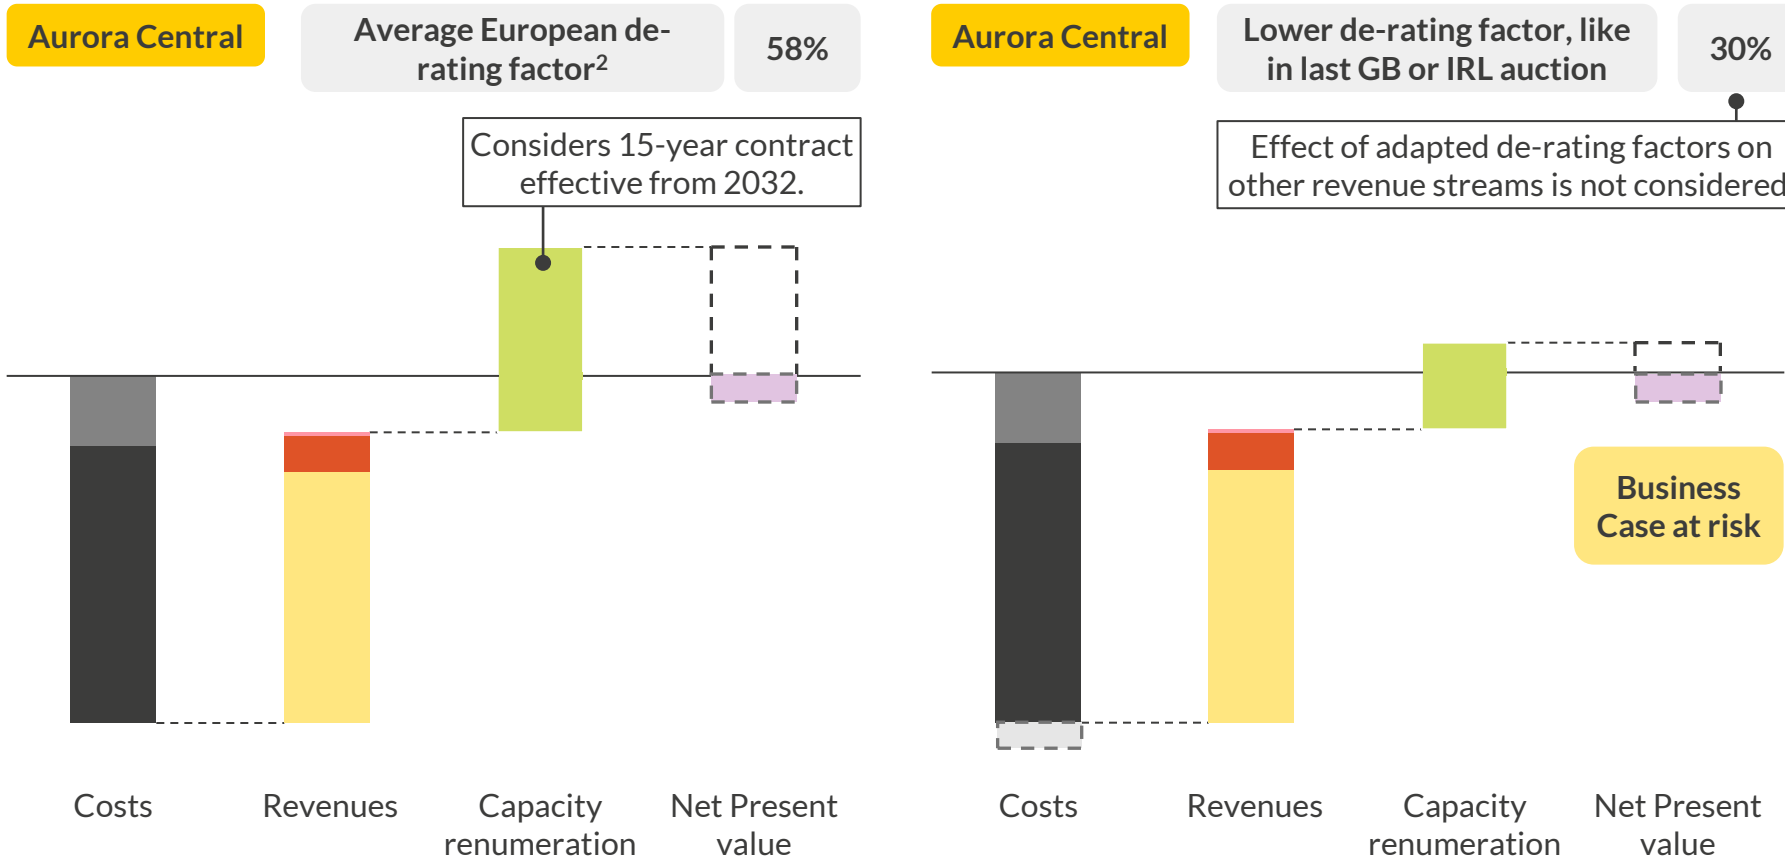 Aurora Central
Average European de-
rating factor2
58%
Considers 15-year contract
effective from 2032.
Costs
Revenues
Capacity
renumeration
Net Present
value
Aurora Central
Lower de-rating factor, like
in last GB or IRL auction
30%
Effect of adapted de-rating factors on
other revenue streams is not considered
Business
Case at risk
Costs
Revenues
Capacity
renumeration
Net Present
value